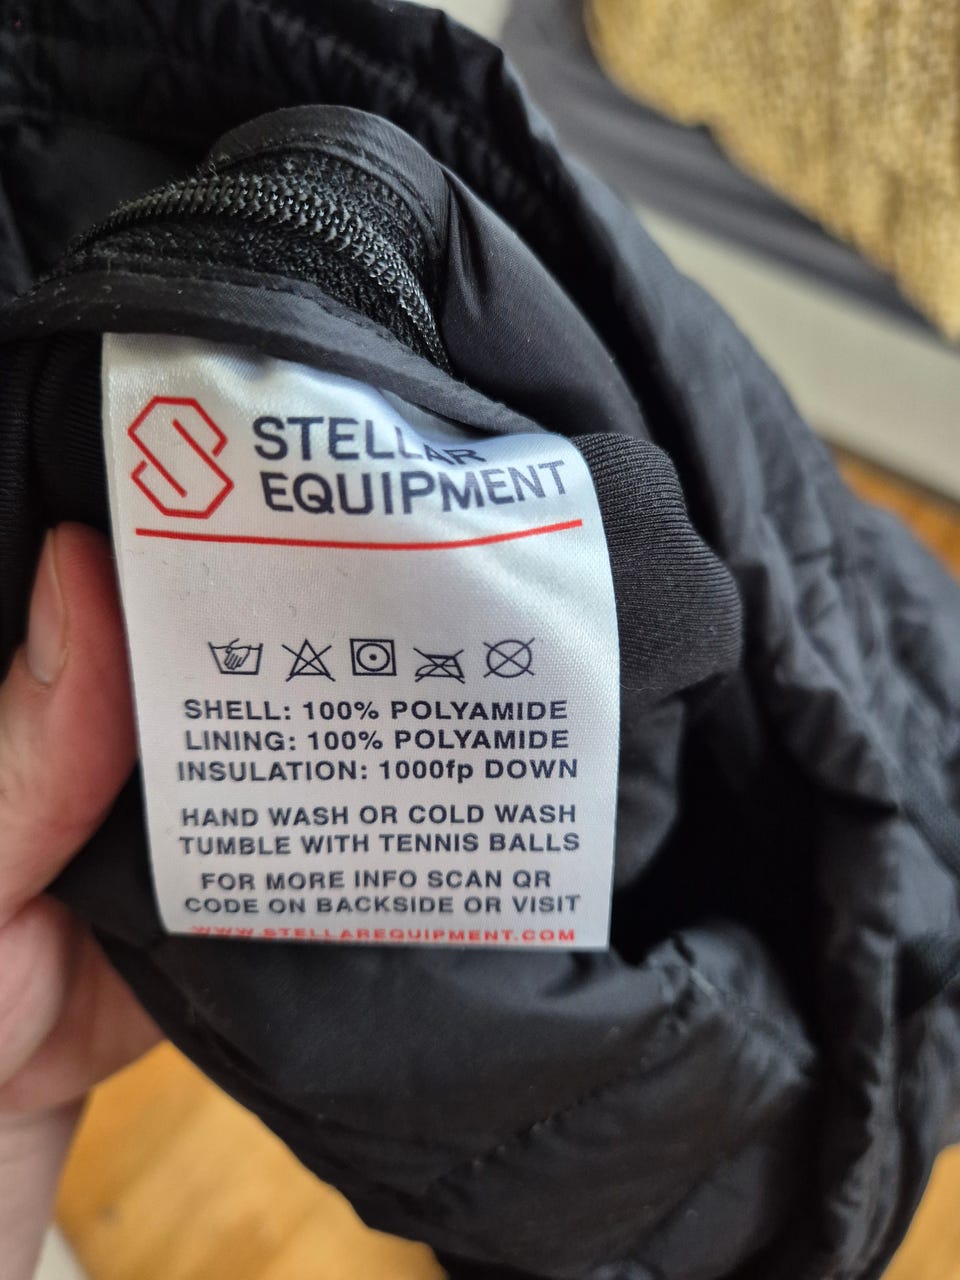 STELLAR
EQUIPMENT
SHELL: 100% POLYAMIDE
LINING: 100% POLYAMIDE
INSULATION: 1000fp DOWN
HAND WASH OR COLD WASH
TUMBLE WITH TENNIS BALLS
FOR MORE INFO SCAN QR
CODE ON BACKSIDE OR VISIT
WWW.STELLAREQUIPMENT.COM